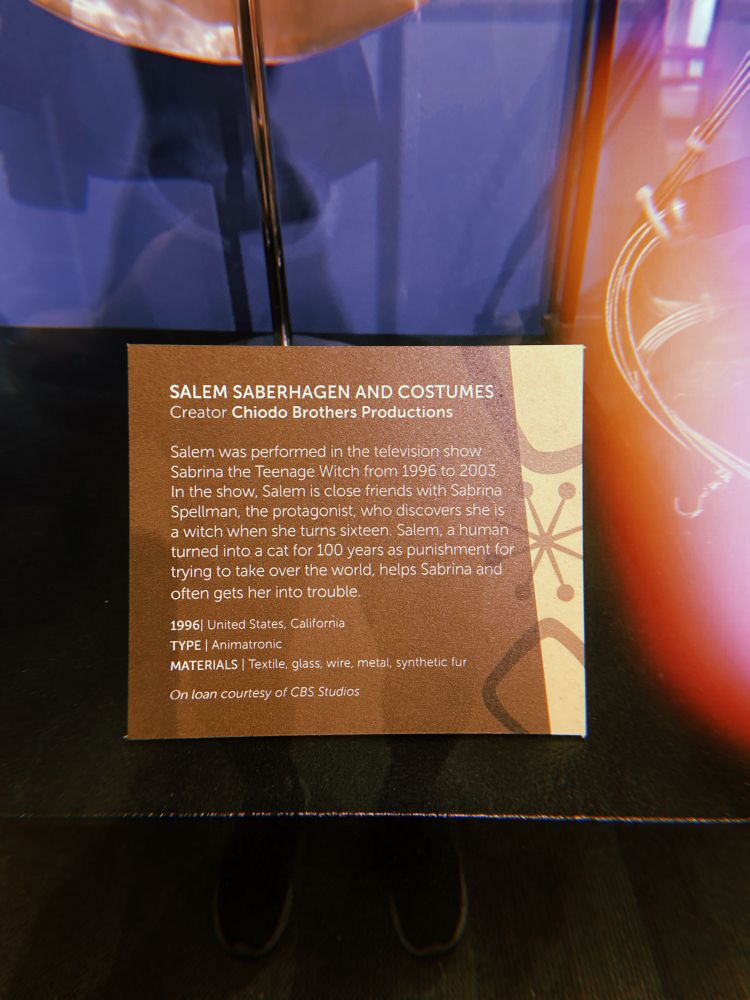 SALEM SABERHAGEN AND COSTUMES
Creator Chiodo Brothers Productions
Salem was performed in the television show
Sabrina the Teenage Witch from 1996 to 2003.
In the show, Salem is close friends with Sabrina
Spellman, the protagonist, who discovers she is
a witch when she turns sixteen. Salem, a human
turned into a cat for 100 years as punishment for
trying to take over the world, helps Sabrina and
often gets her into trouble.
1996| United States, California
TYPE | Animatronic
MATERIALS | Textile, glass, wire, metal, synthetic fur
On loan courtesy of CBS Studios